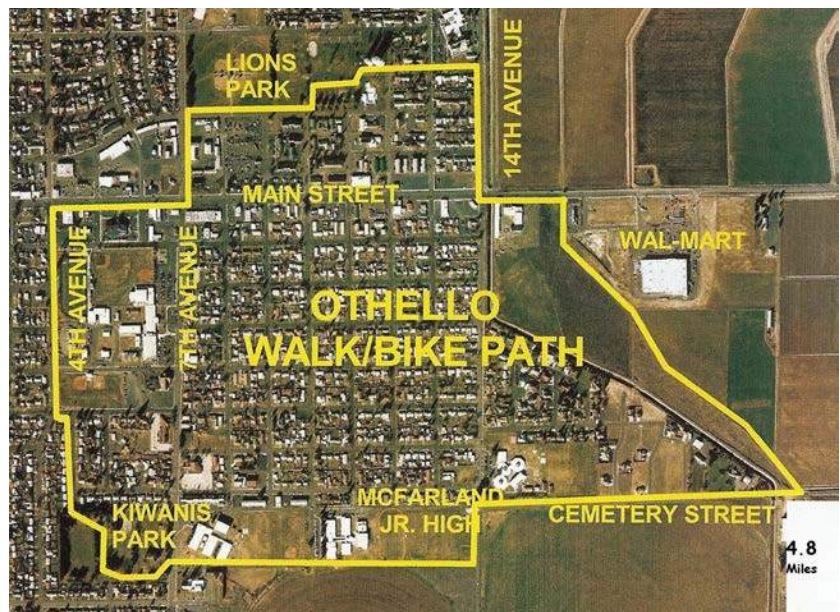 LIONS
PARK
14TH AVENUE
MAIN STREET
WAL-MART
4TH AVENUE
7TH AVENUE
OTHELLO
WALK/BIKE PATH
MCFARLAND
JR. HIGH
KIWANIS
PARK
CEMETERY STREET
4.8
Miles